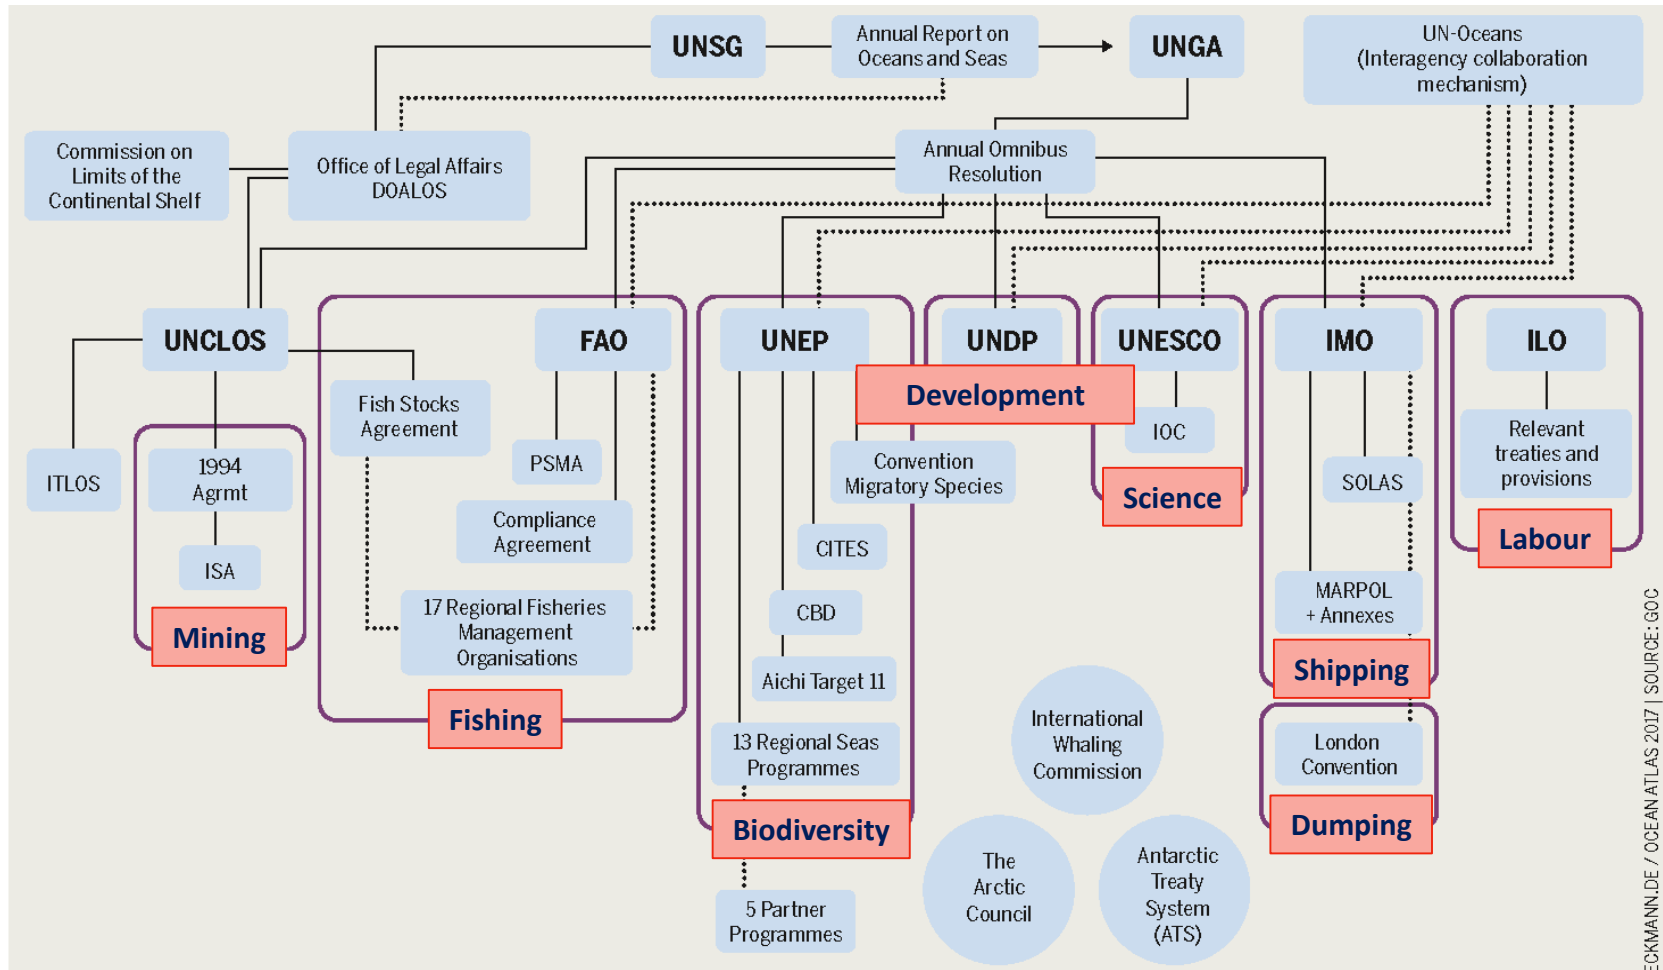 UNSG
Annual Report on
Oceans and Seas
UNGA
UN-Oceans
(Interagency collaboration
mechanism)
Commission on
Limits of the
Continental Shelf
Office of Legal Affairs
DOALOS
Annual Omnibus
Resolution
UNCLOS
FAO
UNEP
UNDP
UNESCO
IMO
ILO
Development
Fish Stocks
Agreement
ITLOS
1994
Agrmt
ISA
Mining
PSMA
Compliance
Agreement
17 Regional Fisheries
Management
Organisations
Fishing
Convention
Migratory Species
CITES
CBD
Aichi Target 11
13 Regional Seas
Programmes
Biodiversity
5 Partner
Programmes
IOC
Science
SOLAS
MARPOL
+ Annexes
Shipping
London
Convention
Dumping
Relevant
treaties and
provisions
Labour
International
Whaling
Commission
The
Arctic
Council
Antarctic
Treaty
System
(ATS)
ECKMANN.DE / OCEAN ATLAS 2017 | SOURCE: GOC